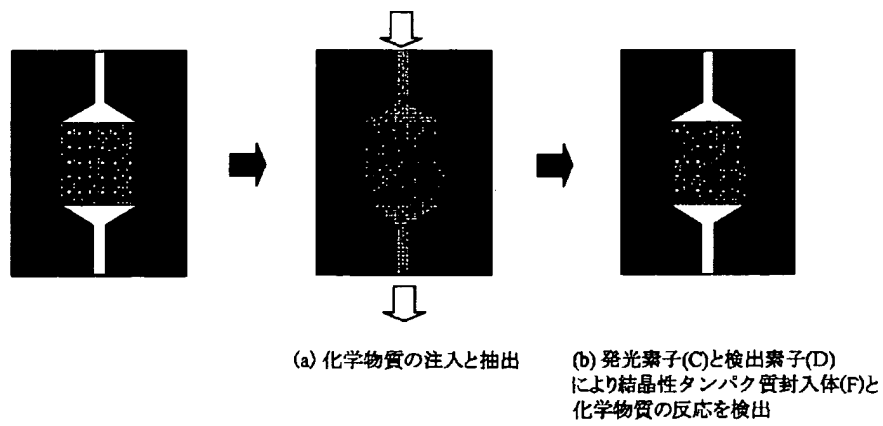 (a) 化学物質の注入と抽出
(b) 発光素子(C)と検出素子(D)
により結晶性タンパク質封入体(F)と
化学物質の反応を検出